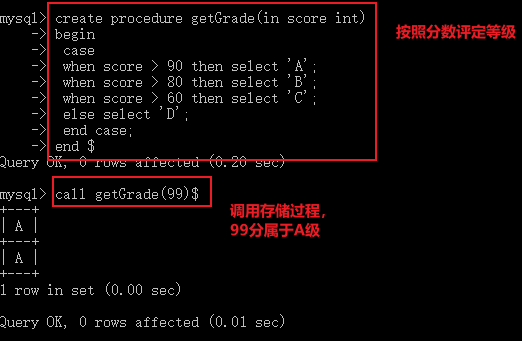 mysql> create procedure getGrade(in score int)
    -> begin
    ->  case
    ->  when score > 90 then select 'A';
    ->  when score > 80 then select 'B';
    ->  when score > 60 then select 'C';
    ->  else select 'D';
    ->  end case;
    -> end $
按照分数评定等级
Query OK, 0 rows affected (0.20 sec)
mysql> call getGrade(99)$
调用存储过程，
99分属于A级
+---+
| A |
+---+
| A |
+---+
1 row in set (0.00 sec)
Query OK, 0 rows affected (0.01 sec)